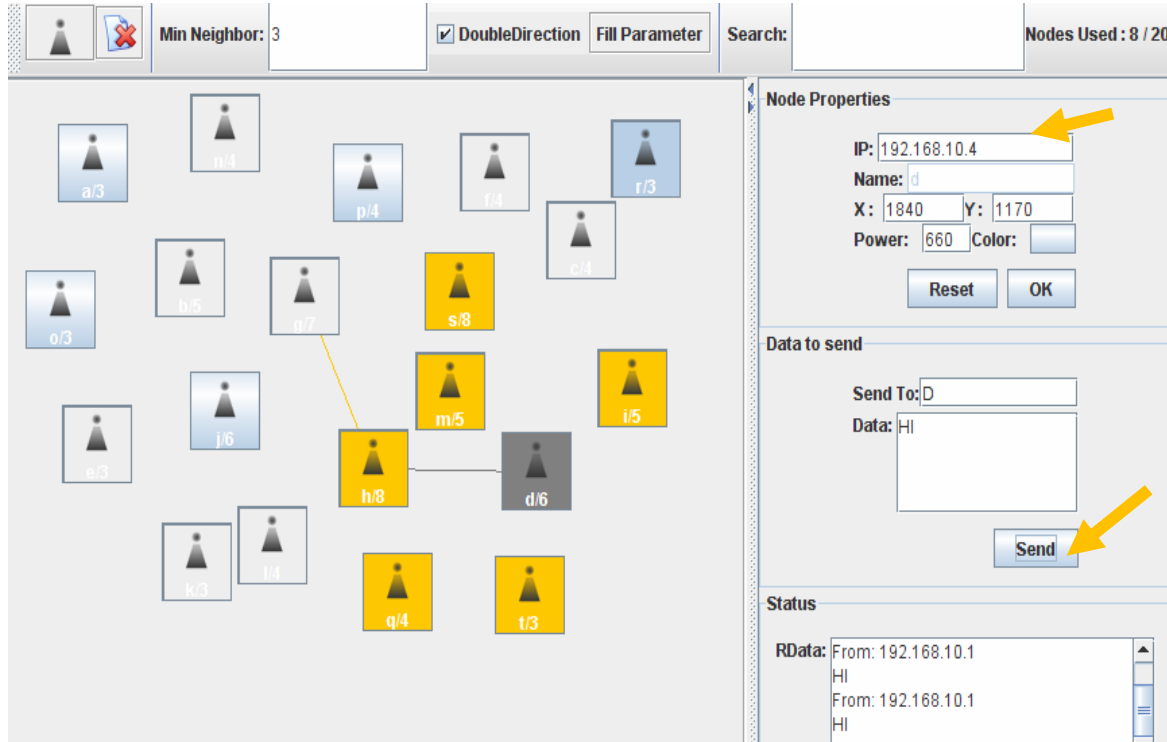 Min Neighbor: 3 DoubleDirection Fill Parameter Search: Nodes Used : 8 / 20
Node Properties
IP: 192.168.10.4
Name: d
X : 1840 Y: 1170
Power: 660 Color:
Reset OK
Data to send
Send To: D
Data: HI
Send
Status
RData: From: 192.168.10.1
HI
From: 192.168.10.1
HI
n/4
a/3
p/4
f/4
r/3
c/4
b/5
g/7
s/8
o/3
m/5
i/5
j/6
e/3
h/8
d/6
k/3
l/4
q/4
t/3